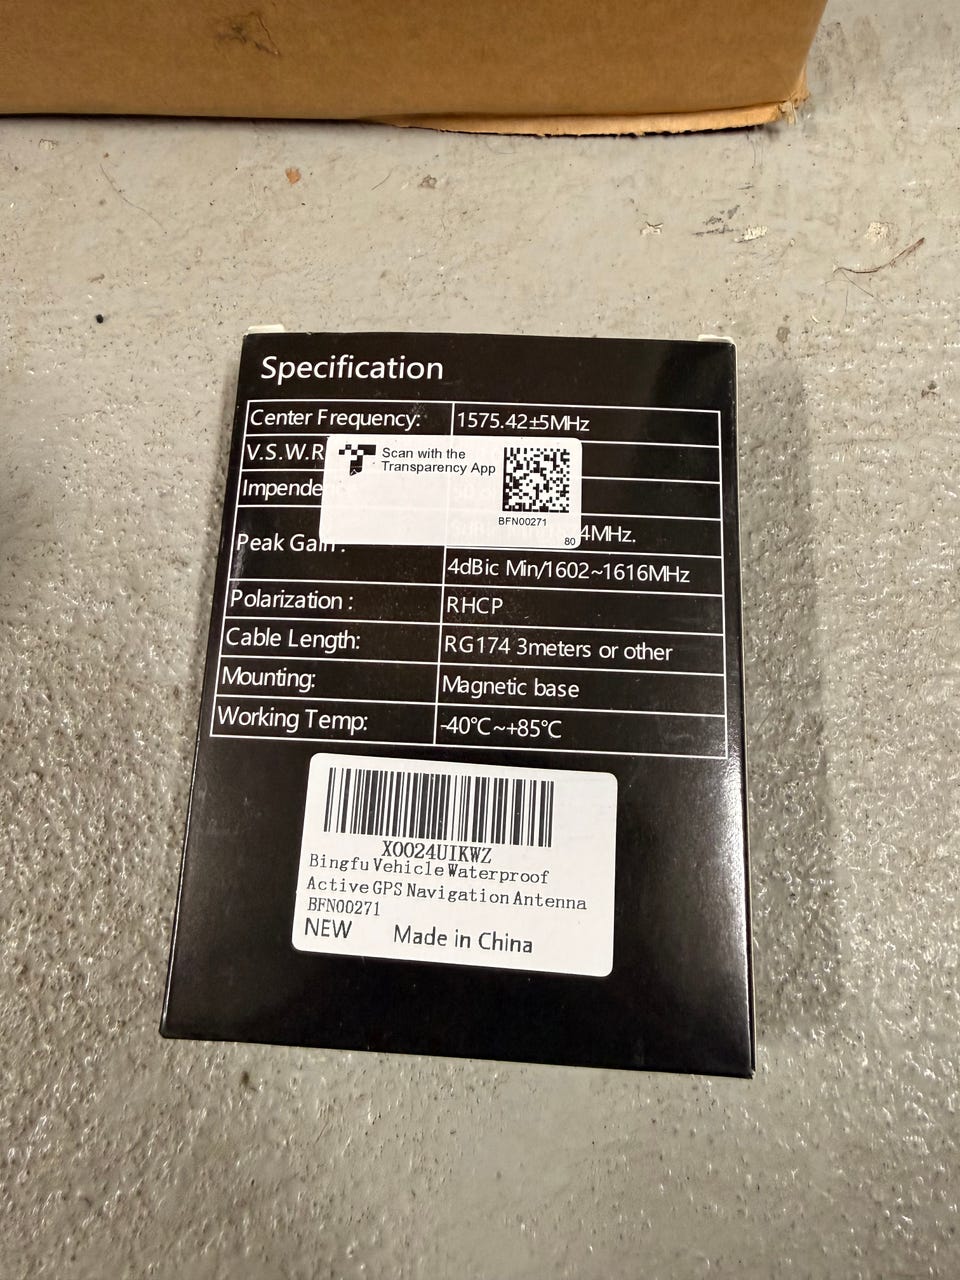 Specification
Center Frequency: 1575.42±5MHz
V.S.W.R
Scan with the
Transparency App
Impende
BFN00271
80
Peak Gain :
4MHz.
4dBic Min/1602~1616MHz
Polarization : RHCP
Cable Length: RG174 3meters or other
Mounting: Magnetic base
Working Temp: -40℃~+85℃
X0024UIKWZ
Bingfu Vehicle Waterproof
Active GPS Navigation Antenna
BFN00271
NEW Made in China